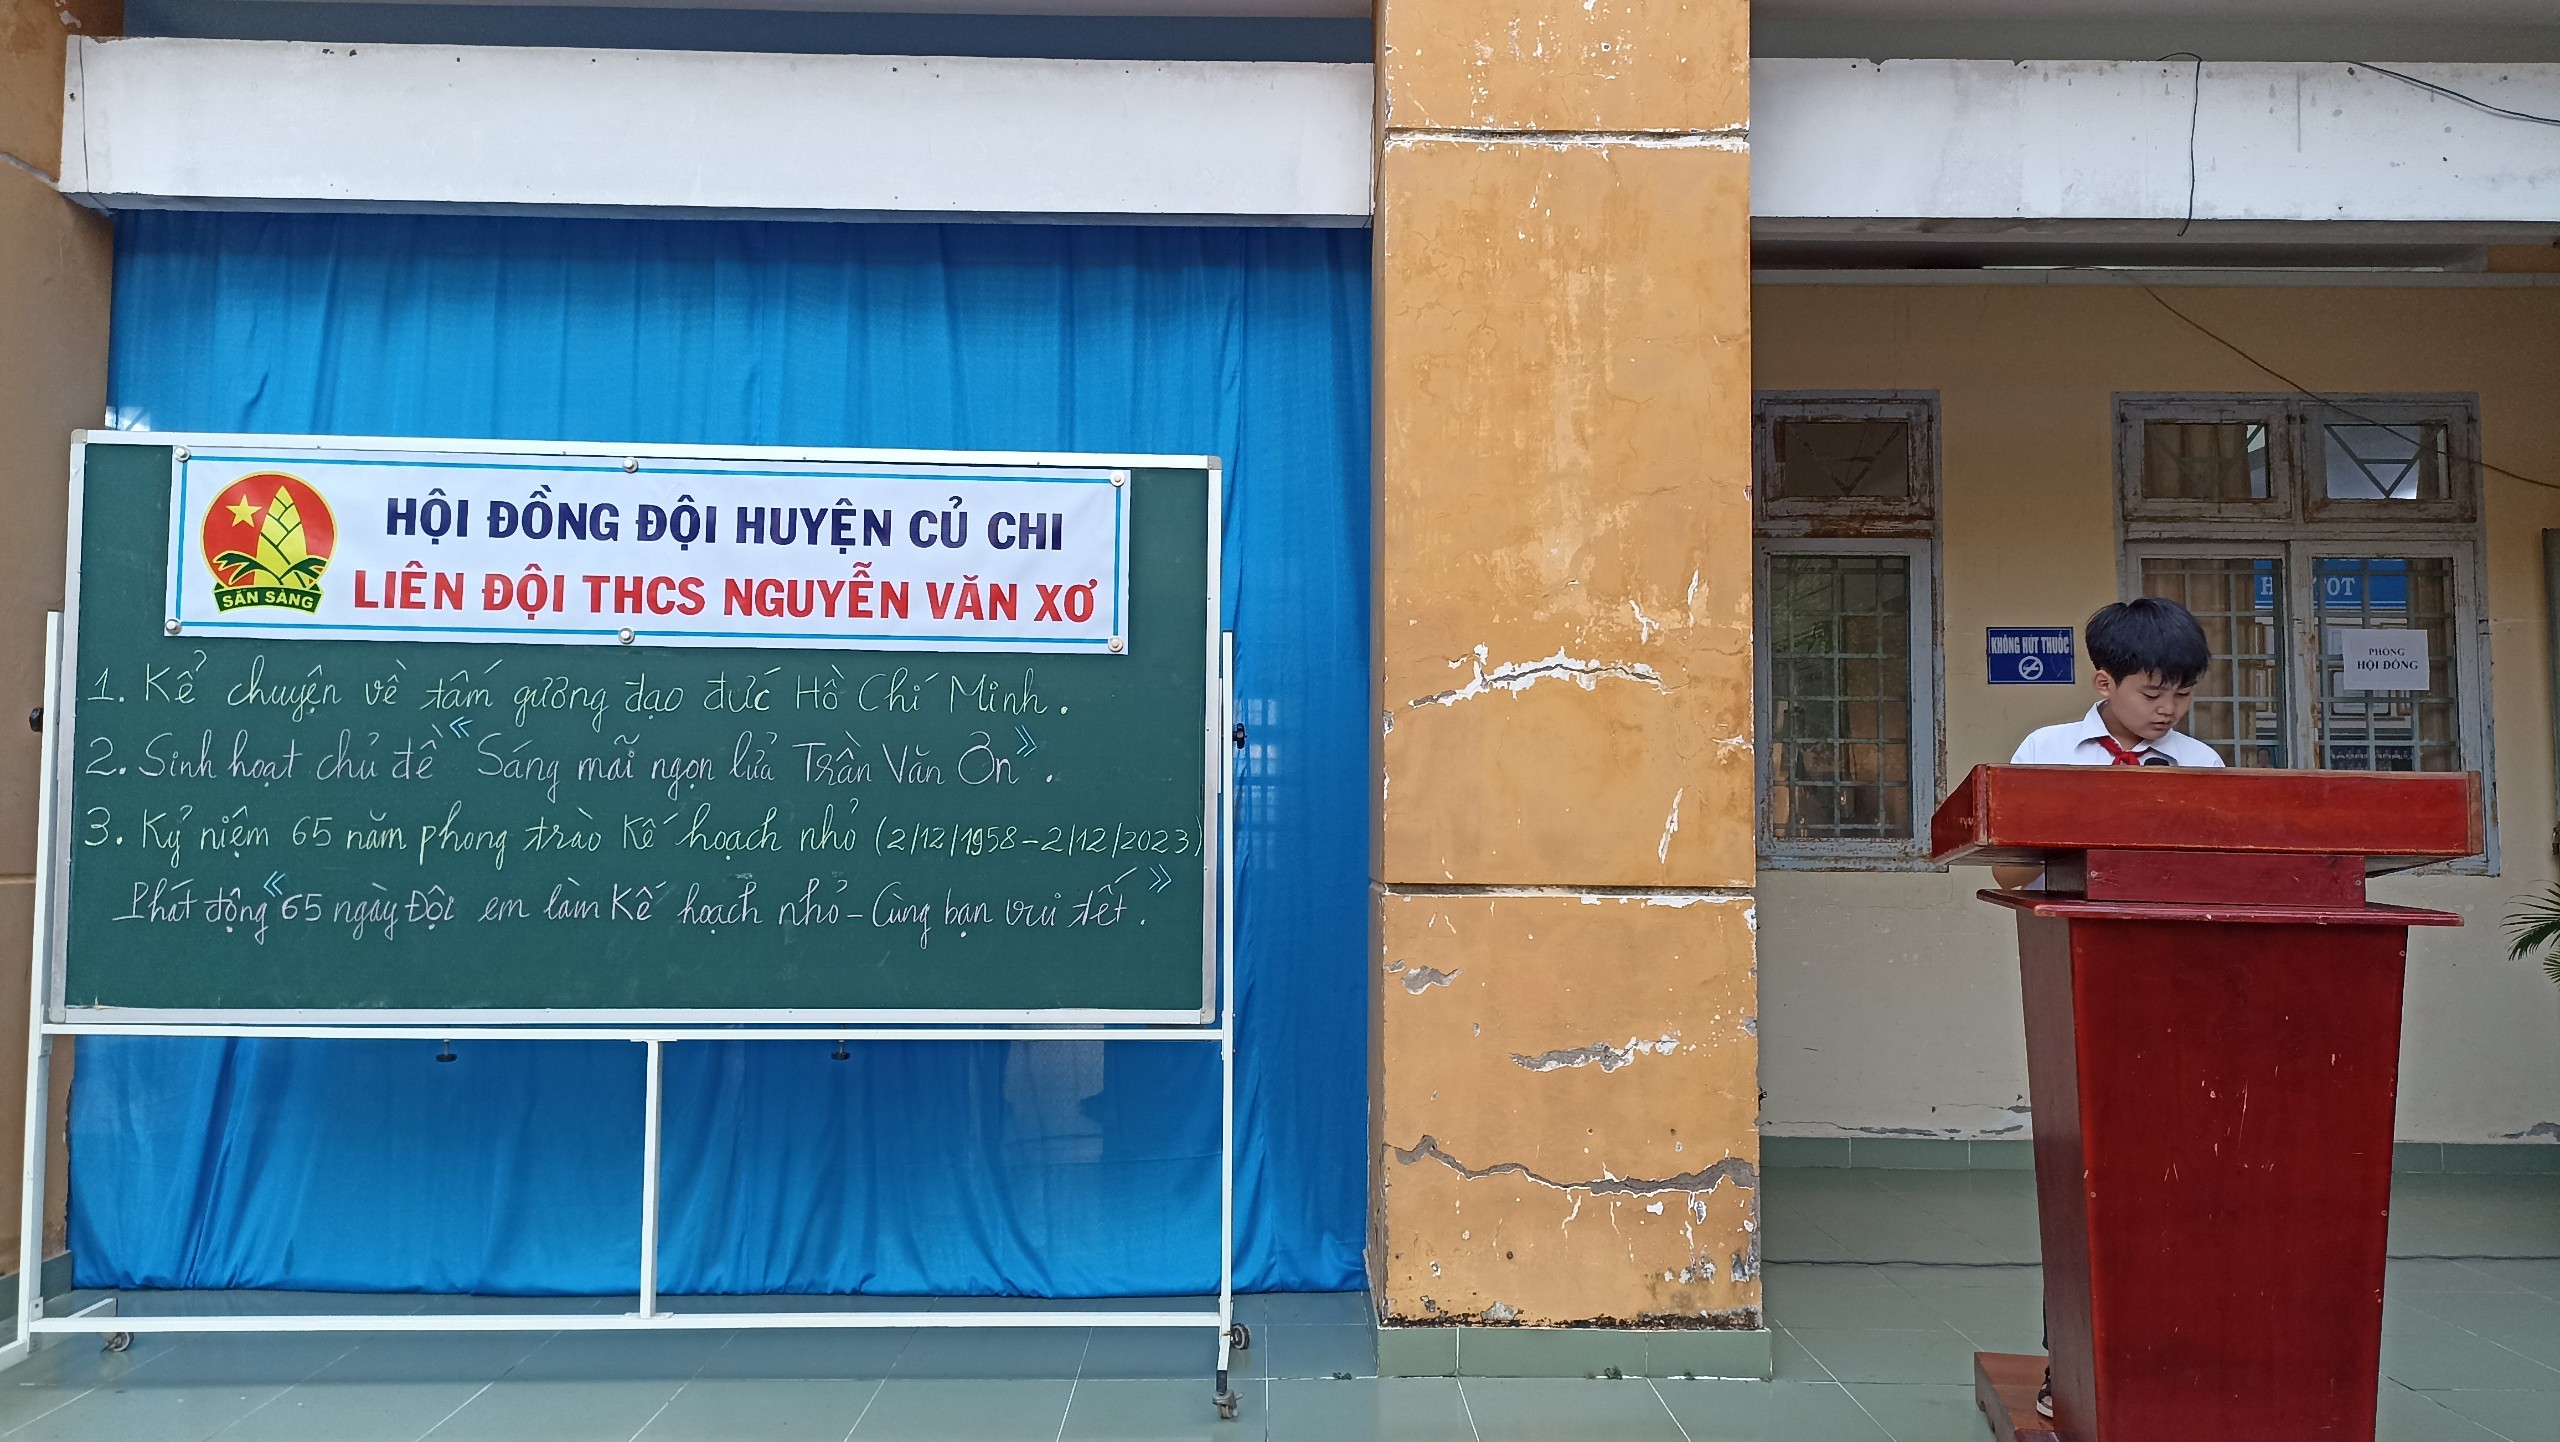 HỘI ĐỒNG ĐỘI HUYỆN CỦ CHI
LIÊN ĐỘI THCS NGUYỄN VĂN XƠ
SẴN SÀNG
1. Kể chuyện về tấm gương đạo đức Hồ Chí Minh.
2. Sinh hoạt chủ đề "Sáng mãi ngọn lửa Trần Văn Ơn".
3. Kỷ niệm 65 năm phong trào Kế hoạch nhỏ (2/12/1958-2/12/2023)
Phát động "65 ngày Đội em làm Kế hoạch nhỏ - Cùng bạn vui tết."
KHÔNG HÚT THUỐC
PHÒNG
HỘI ĐỒNG